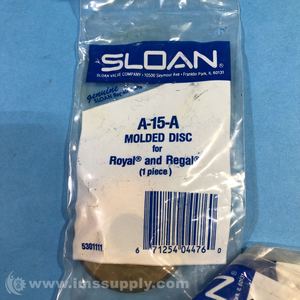 SLOAN®
SLOAN VALVE COMPANY • 10500 Seymour Ave • Franklin Park, IL 60131
genuine
SLOAN
A-15-A
MOLDED DISC
for
Royal® and Regal®
(1 piece)
5301111
6 71254 04476 0
© www.imssupply.com